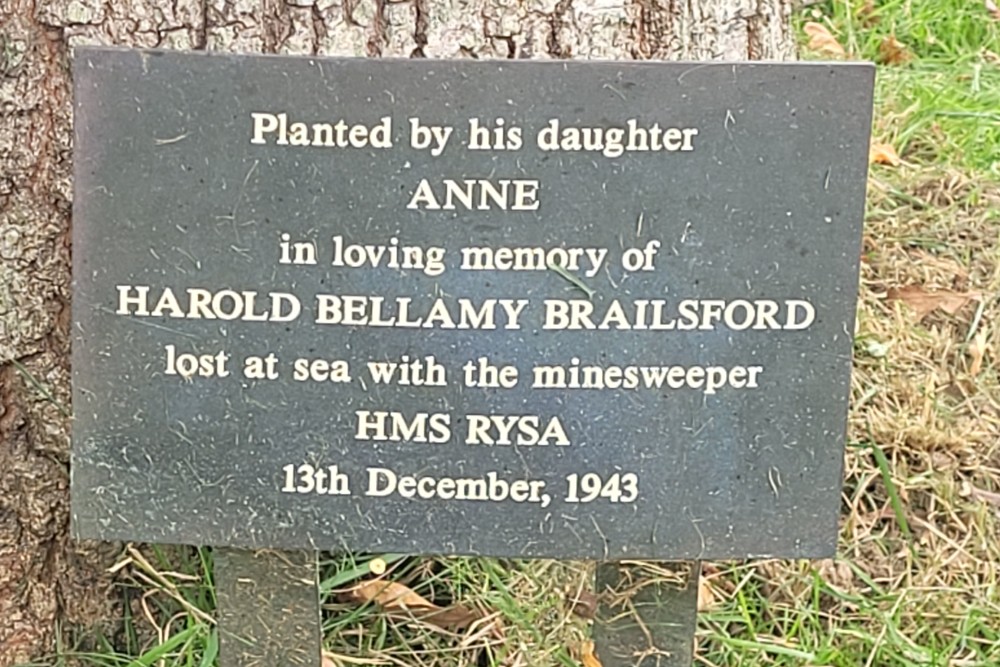 Planted by his daughter
ANNE
in loving memory of
HAROLD BELLAMY BRAILSFORD
lost at sea with the minesweeper
HMS RYSA
13th December, 1943